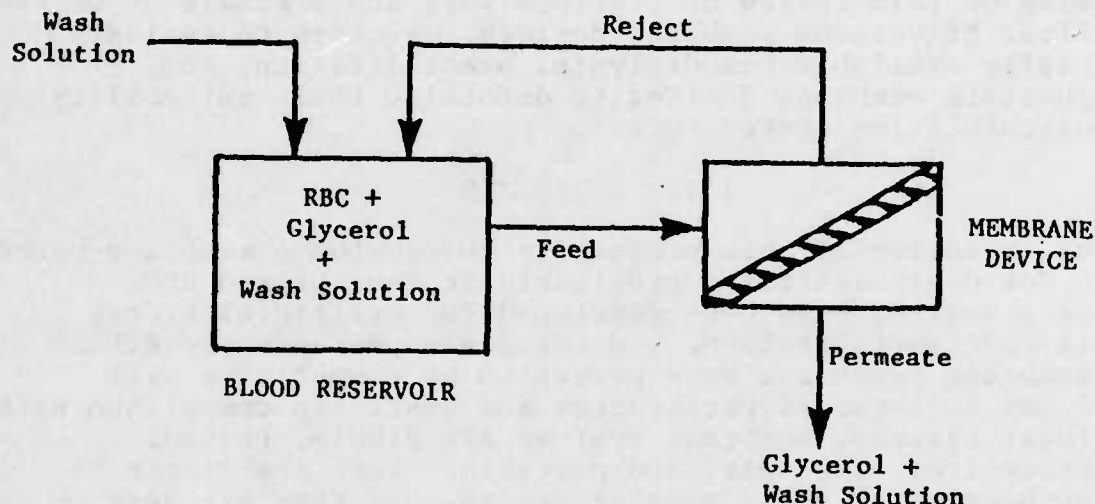 Wash
Solution
Reject
RBC +
Glycerol
+
Wash Solution
Feed
MEMBRANE
DEVICE
BLOOD RESERVOIR
Permeate
Glycerol +
Wash Solution